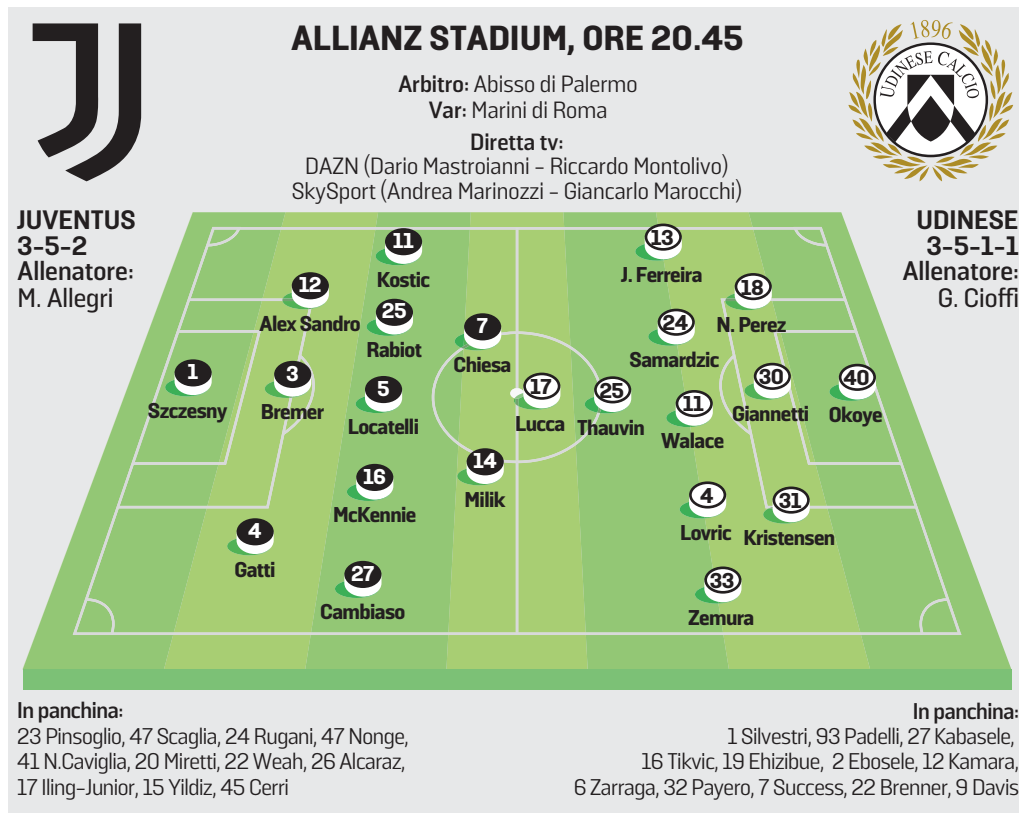 ALLIANZ STADIUM, ORE 20.45
Arbitro: Abisso di Palermo
Var: Marini di Roma
Diretta tv:
DAZN (Dario Mastroianni - Riccardo Montolivo)
SkySport (Andrea Marinozzi - Giancarlo Marocchi)
1896
UDINESE CALCIO
JUVENTUS
3-5-2
Allenatore:
M. Allegri
UDINESE
3-5-1-1
Allenatore:
G. Cioffi
1
Szczesny
12
Alex Sandro
3
Bremer
4
Gatti
11
Kostic
25
Rabiot
5
Locatelli
16
McKennie
27
Cambiaso
7
Chiesa
14
Milik
17
Lucca
25
Thauvin
13
J. Ferreira
24
Samardzic
11
Walace
4
Lovric
33
Zemura
18
N. Perez
30
Giannetti
31
Kristensen
40
Okoye
In panchina:
23 Pinsoglio, 47 Scaglia, 24 Rugani, 47 Nonge,
41 N.Caviglia, 20 Miretti, 22 Weah, 26 Alcaraz,
17 Iling-Junior, 15 Yildiz, 45 Cerri
In panchina:
1 Silvestri, 93 Padelli, 27 Kabasele,
16 Tikvic, 19 Ehizibue, 2 Ebosele, 12 Kamara,
6 Zarraga, 32 Payero, 7 Success, 22 Brenner, 9 Davis